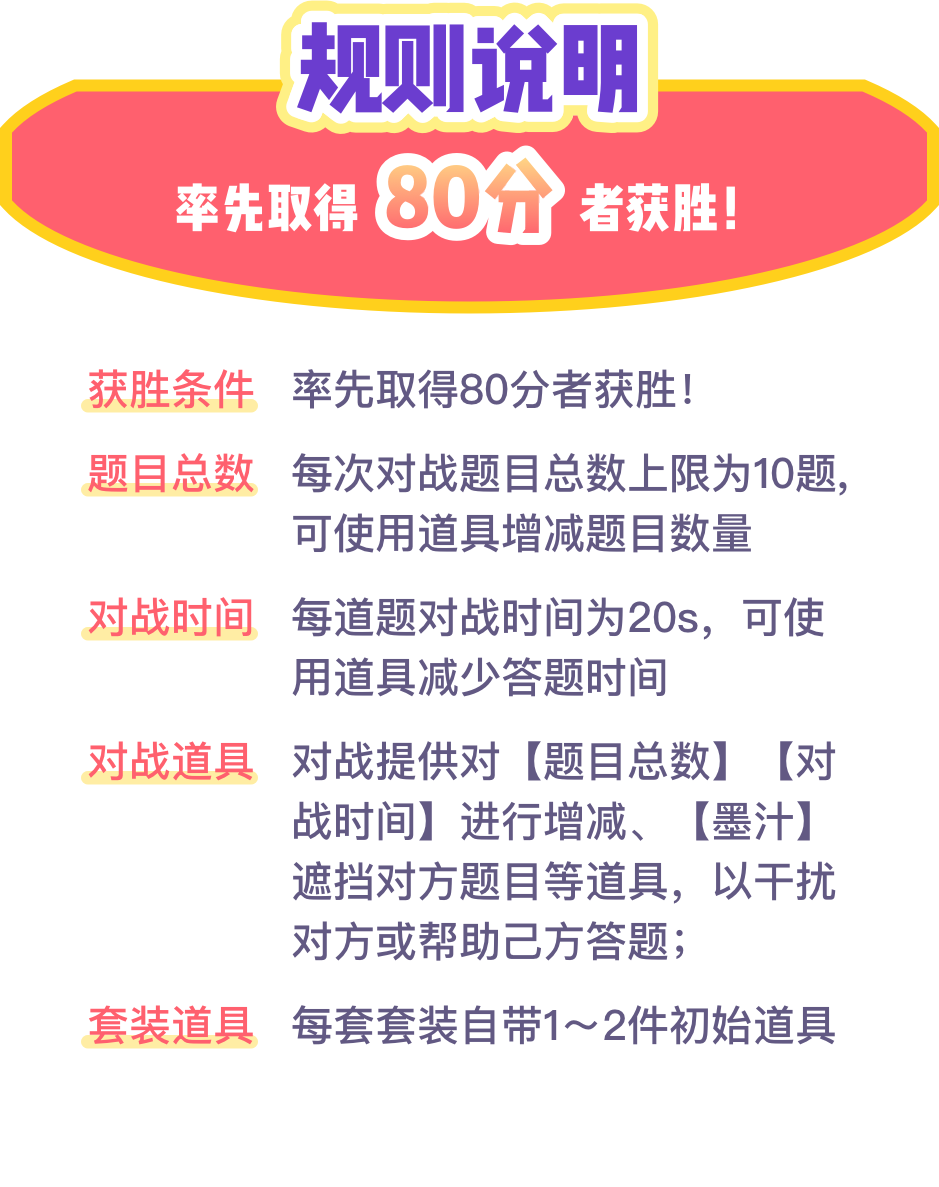 规则说明
率先取得 80分 者获胜！
获胜条件 率先取得80分者获胜！
题目总数 每次对战题目总数上限为10题，
可使用道具增减题目数量
对战时间 每道题对战时间为20s，可使
用道具减少答题时间
对战道具 对战提供对【题目总数】【对
战时间】进行增减、【墨汁】
遮挡对方题目等道具，以干扰
对方或帮助己方答题；
套装道具 每套套装自带1～2件初始道具